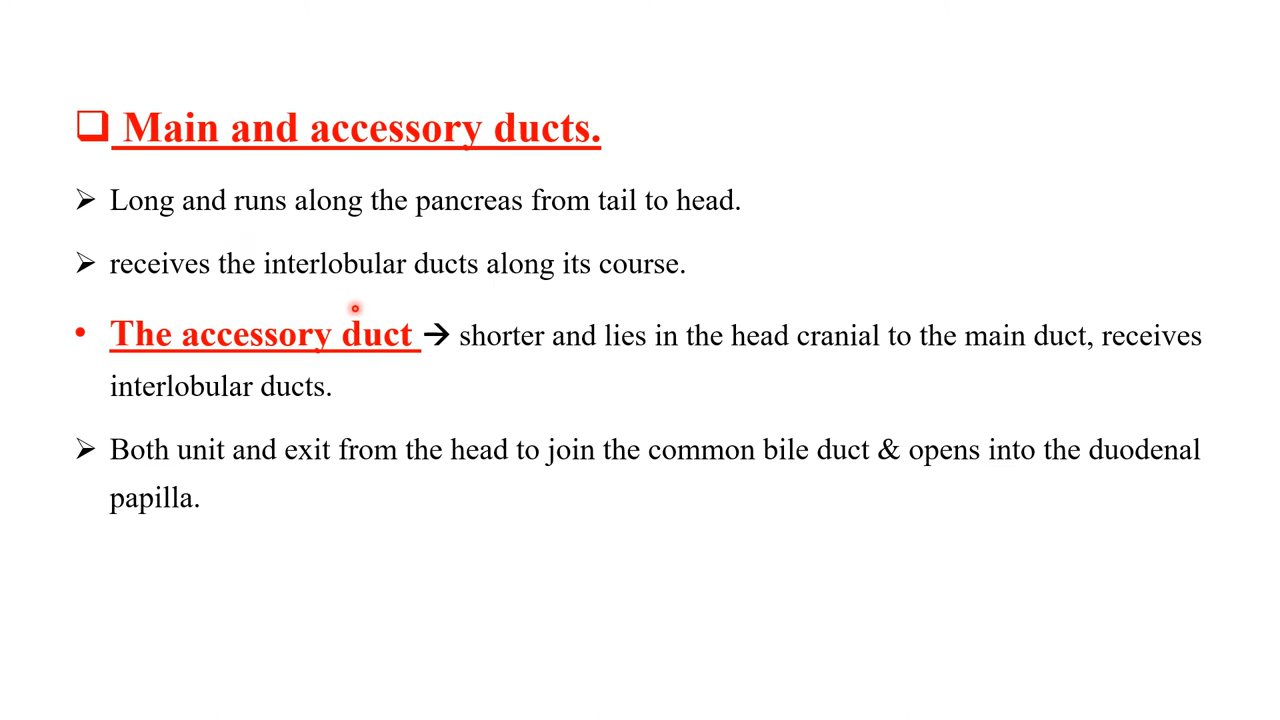 ❑ Main and accessory ducts.
➢ Long and runs along the pancreas from tail to head.
➢ receives the interlobular ducts along its course.
• The accessory duct → shorter and lies in the head cranial to the main duct, receives
interlobular ducts.
➢ Both unit and exit from the head to join the common bile duct & opens into the duodenal
papilla.